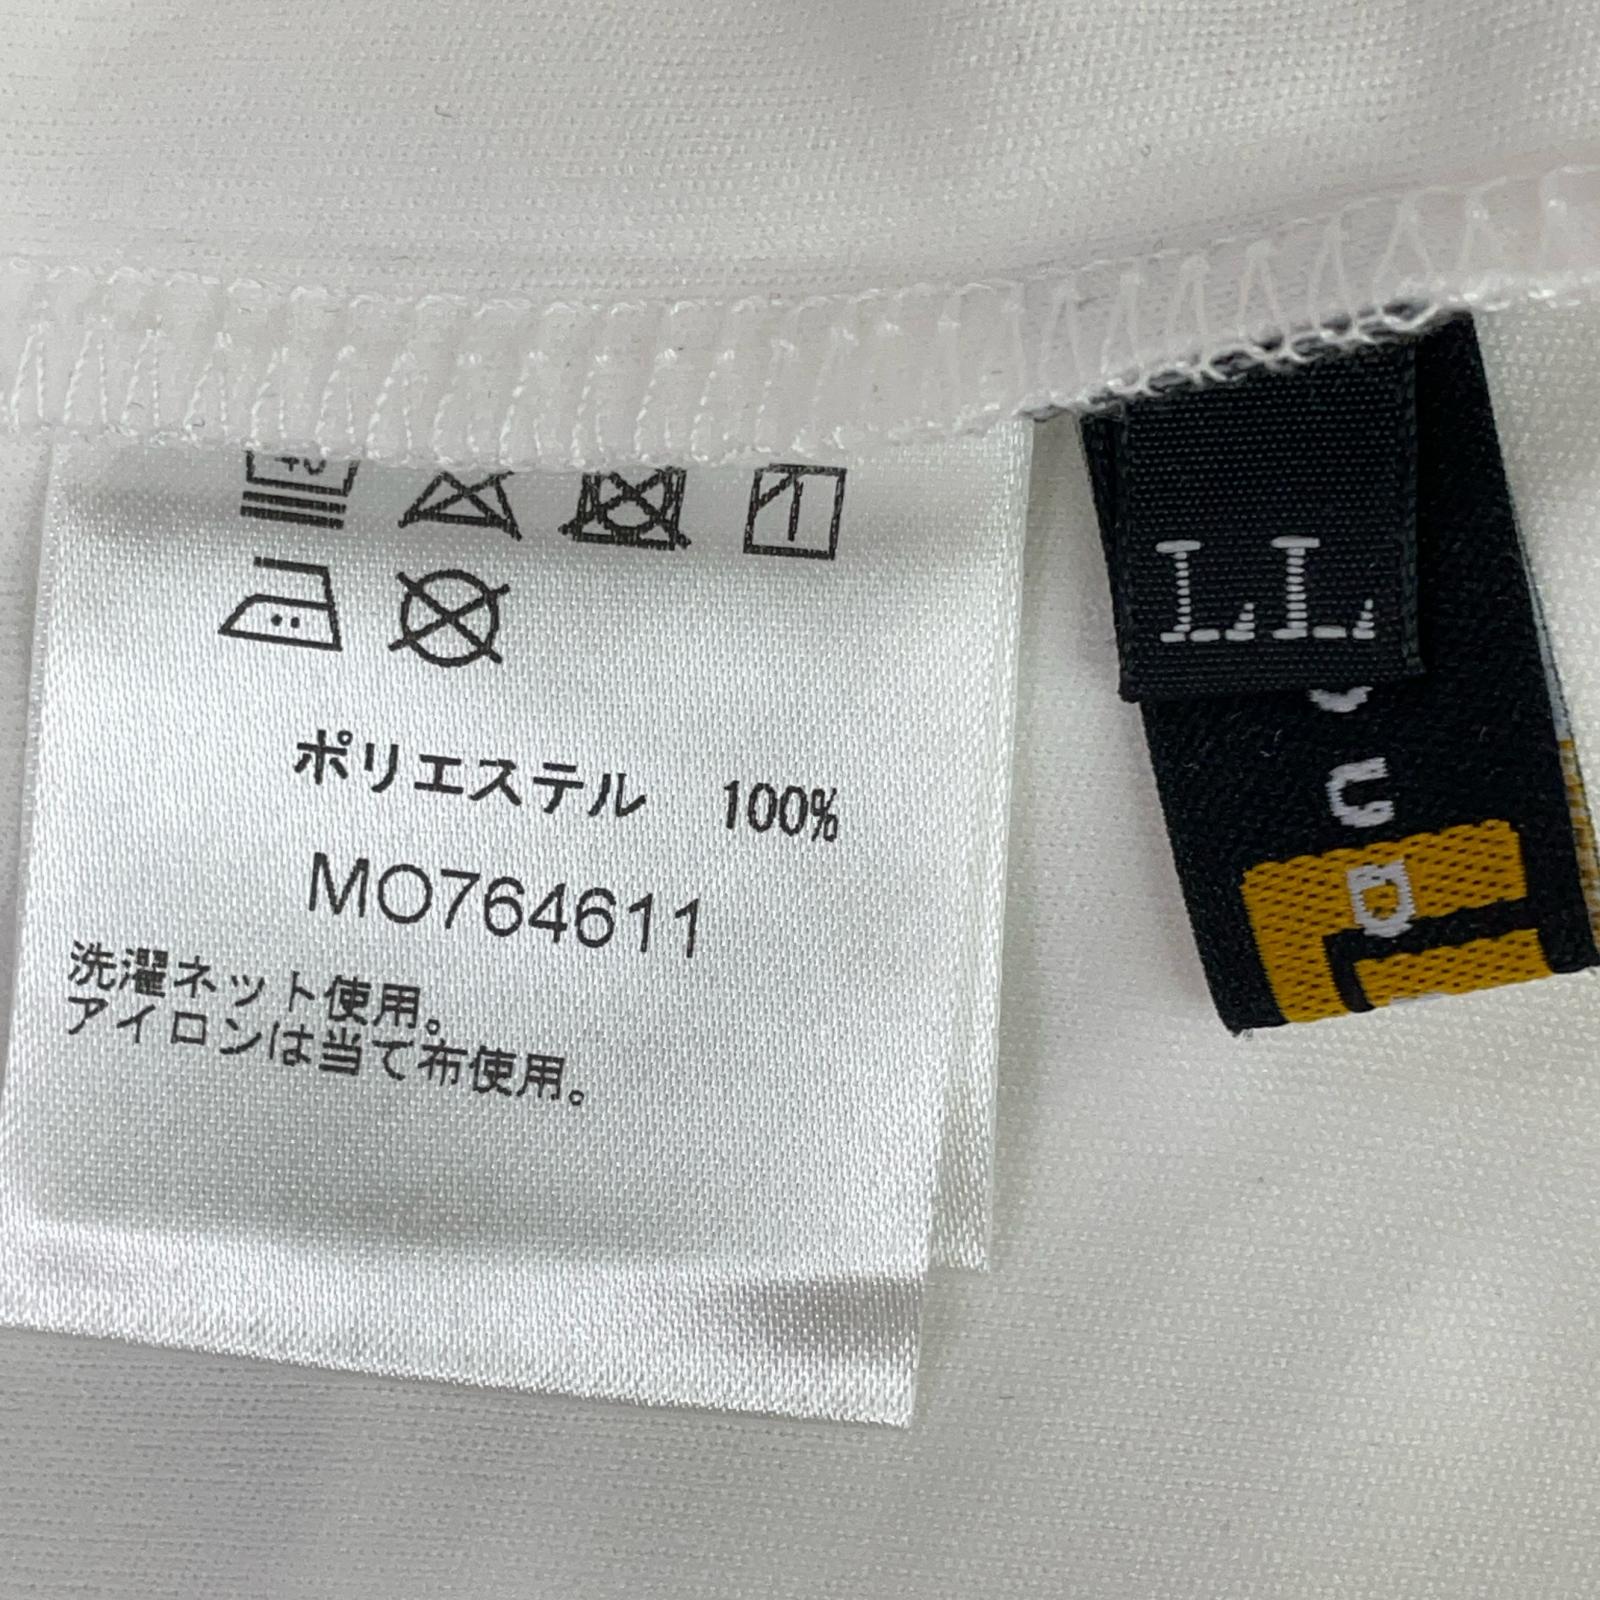 40
ポリエステル 100%
MO764611
洗濯ネット使用。
アイロンは当て布使用。
LL